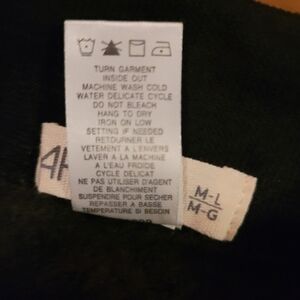 TURN GARMENT
INSIDE OUT
MACHINE WASH COLD
WATER DELICATE CYCLE
DO NOT BLEACH
HANG TO DRY
IRON ON LOW
SETTING IF NEEDED
RETOURNER LE
VETEMENT A L'ENVERS
LAVER A LA MACHINE
A L'EAU FROIDE
CYCLE DELICAT
NE PAS UTILISER D'AGENT
DE BLANCHIMENT
SUSPENDRE POUR SECHER
REPASSER A BASSE
TEMPERATURE SI BESOIN
M-L
M-G